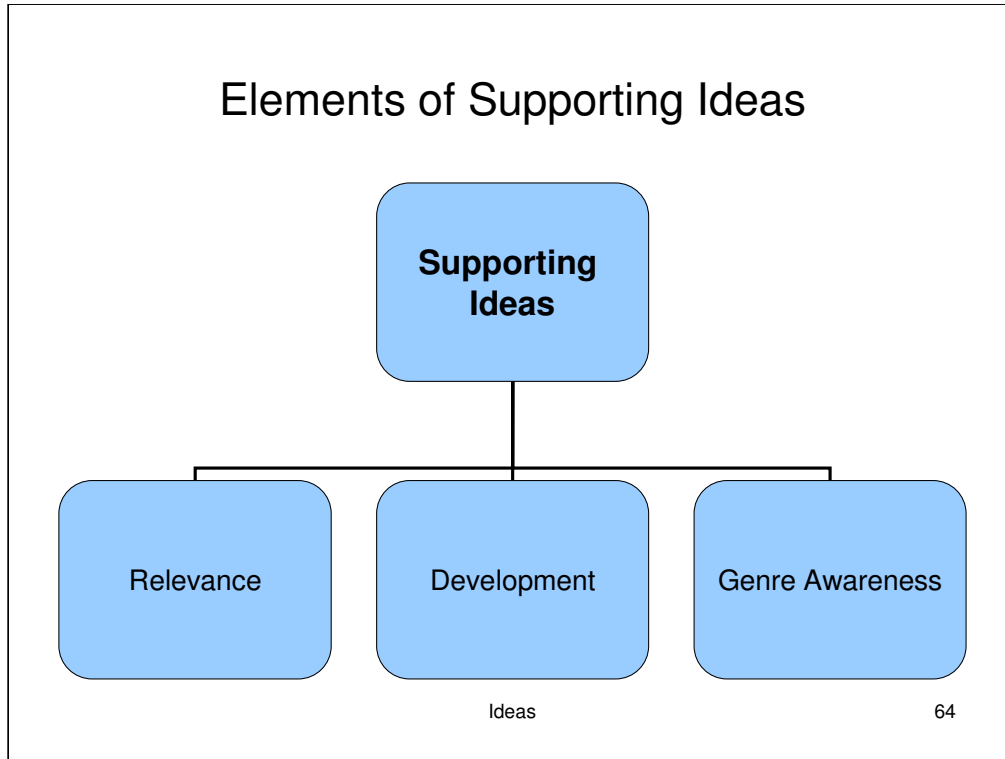 Elements of Supporting Ideas
Supporting
Ideas
Relevance
Development
Genre Awareness
Ideas
64